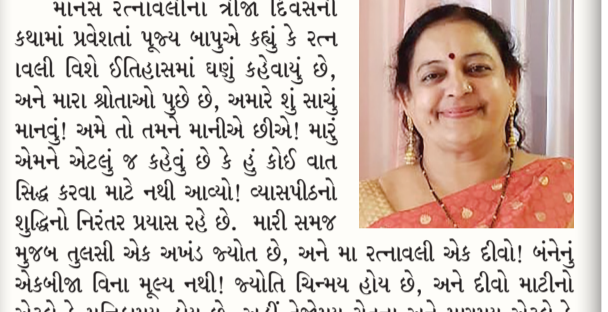 માનસ રત્નાવલીના ત્રીજા દિવસની
કથામાં પ્રવેશતાં પૂજ્ય બાપુએ કહ્યું કે રત્ન
ાવલી વિશે ઈતિહાસમાં ઘણું કહેવાયું છે,
અને મારા શ્રોતાઓ પુછે છે, અમારે શું સાચું
માનવું! અમે તો તમને માનીએ છીએ! મારું
એમને એટલું જ કહેવું છે કે હું કોઈ વાત
સિદ્ધ કરવા માટે નથી આવ્યો! વ્યાસપીઠનો
શુદ્ધિનો નિરંતર પ્રયાસ રહે છે. મારી સમજ
મુજબ તુલસી એક અખંડ જ્યોત છે, અને મા રત્નાવલી એક દીવો! બંનેનું
એકબીજા વિના મૂલ્ય નથી! જ્યોતિ ચિન્મય હોય છે, અને દીવો માટીનો